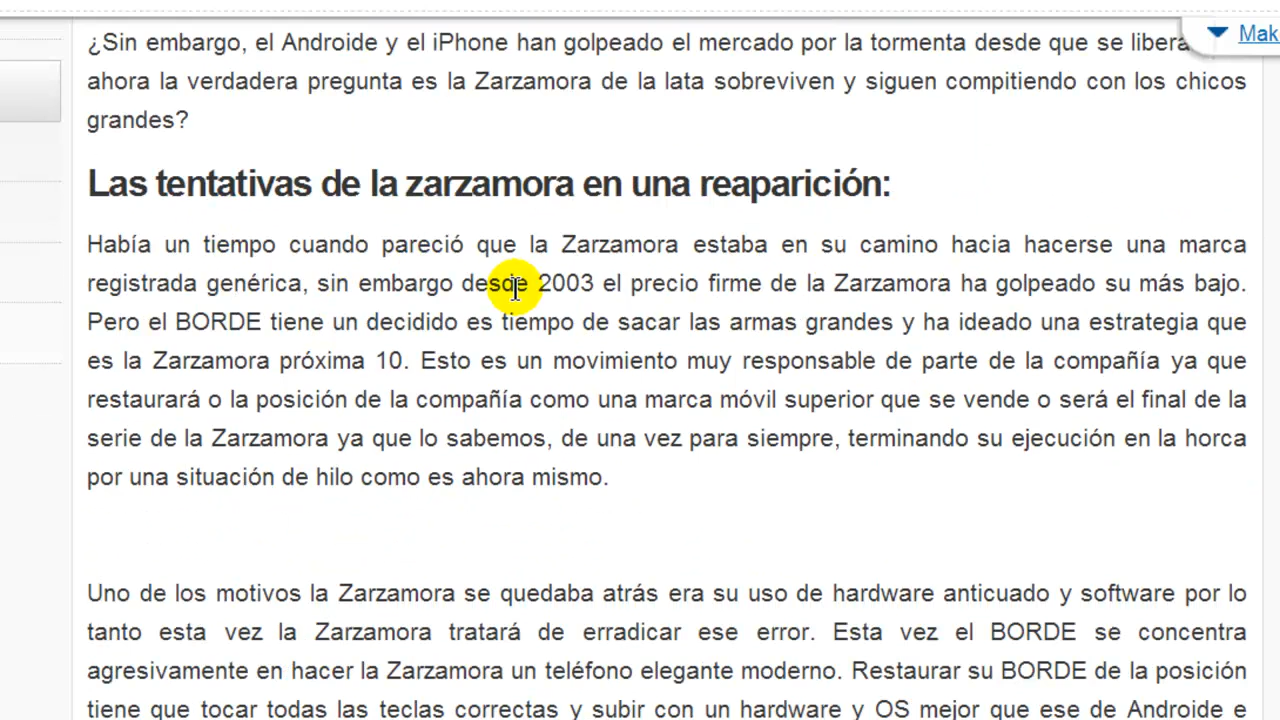 ¿Sin embargo, el Androide y el iPhone han golpeado el mercado por la tormenta desde que se
ahora la verdadera pregunta es la Zarzamora de la lata sobreviven y siguen compitiendo con los chicos
grandes?
Las tentativas de la zarzamora en una reaparición:
Había un tiempo cuando pareció que la Zarzamora estaba en su camino hacia hacerse una marca
registrada genérica, sin embargo desde 2003 el precio firme de la Zarzamora ha golpeado su más bajo.
Pero el BORDE tiene un decidido es tiempo de sacar las armas grandes y ha ideado una estrategia que
es la Zarzamora próxima 10. Esto es un movimiento muy responsable de parte de la compañía ya que
restaurará o la posición de la compañía como una marca móvil superior que se vende o será el final de la
serie de la Zarzamora ya que lo sabemos, de una vez para siempre, terminando su ejecución en la horca
por una situación de hilo como es ahora mismo.
Uno de los motivos la Zarzamora se quedaba atrás era su uso de hardware anticuado y software por lo
tanto esta vez la Zarzamora tratará de erradicar ese error. Esta vez el BORDE se concentra
agresivamente en hacer la Zarzamora un teléfono elegante moderno. Restaurar su BORDE de la posición
tiene que tocar todas las teclas correctas y subir con un hardware y OS mejor que ese de Androide e